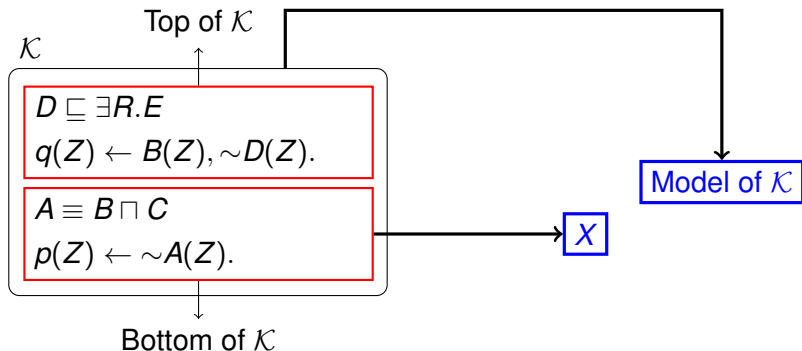 Top of 𝒦
𝒦
D ⊑ ∃R.E
q(Z) ← B(Z), ∼D(Z).
Model of 𝒦
A ≡ B ⊓ C
p(Z) ← ∼A(Z).
X
Bottom of 𝒦